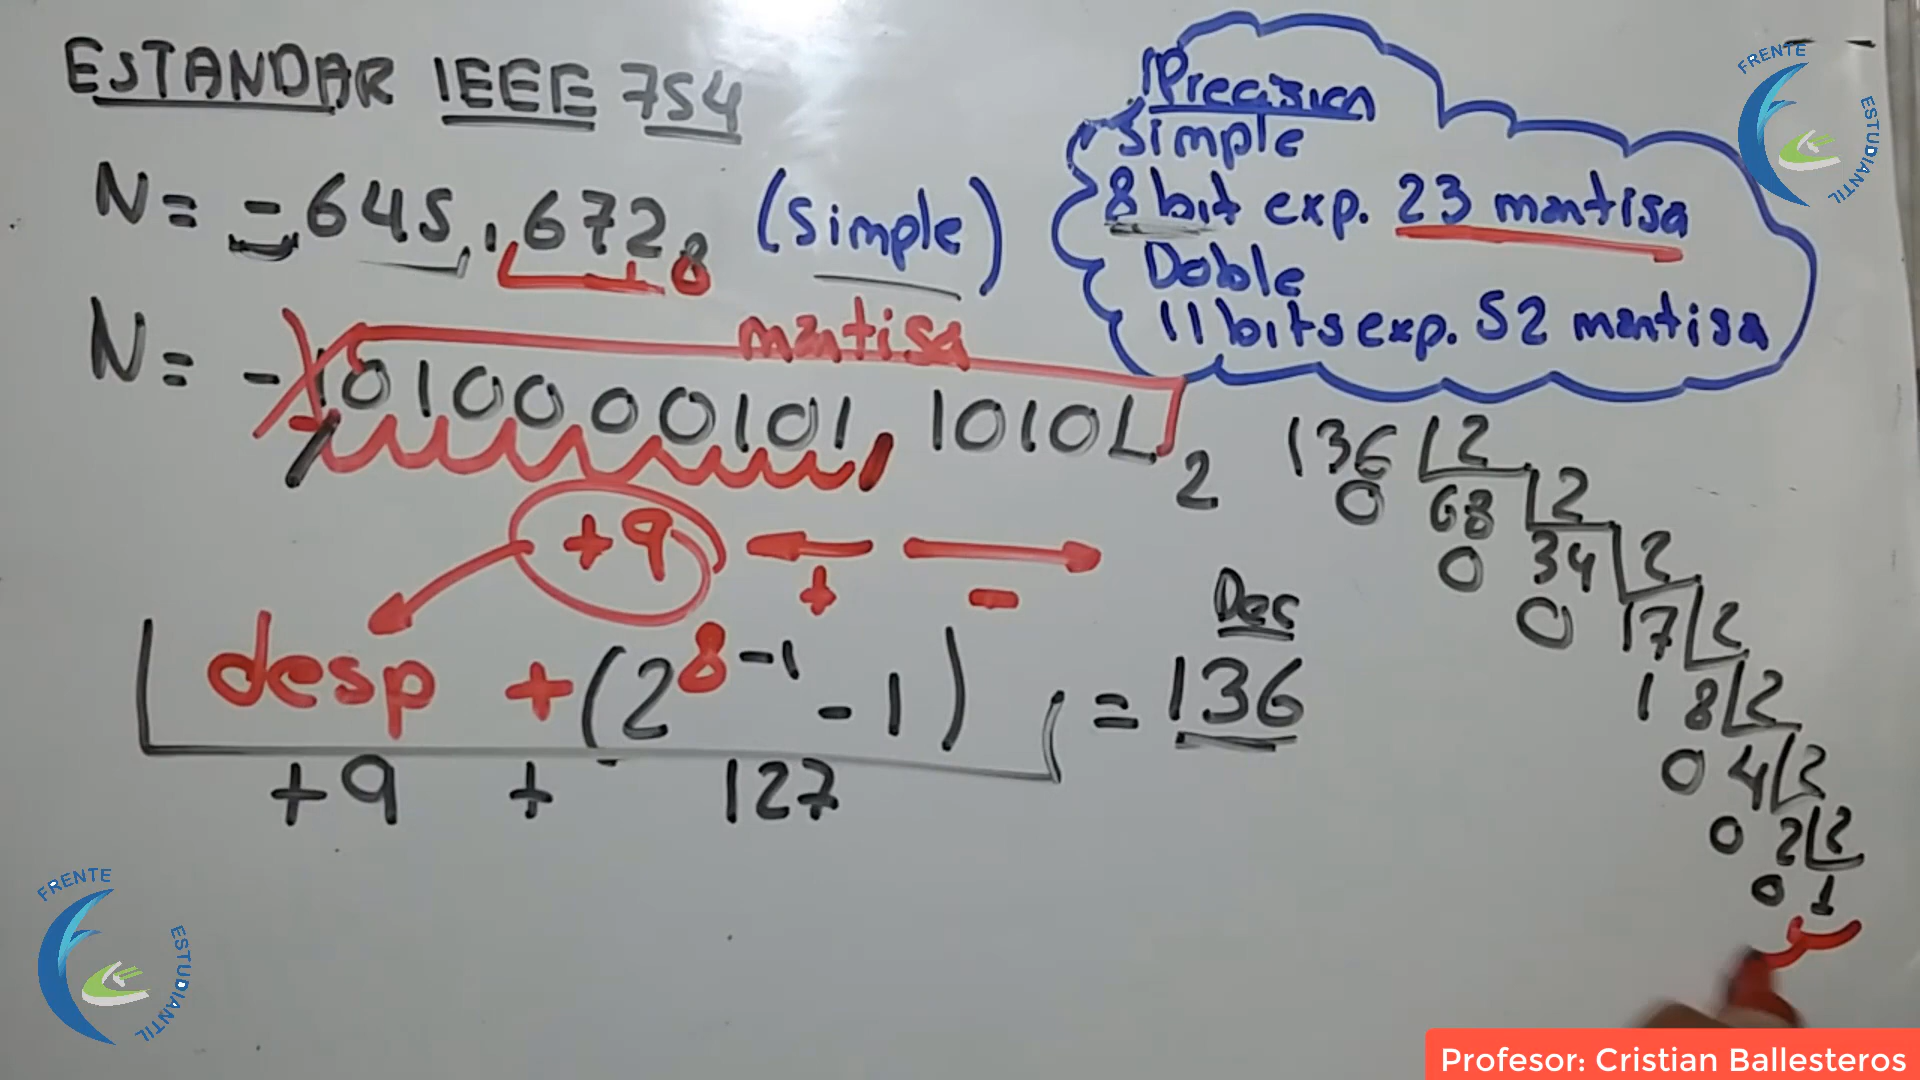 ESTANDAR IEEE 754
N= -645,672₈ (Simple)
mantisa
N= -1010000101, 10101₂
+9
+ -
desp +(2⁸⁻¹ - 1) = 136
Dec
+9 + 127
Precision
Simple
8 bit exp. 23 mantisa
Doble
11 bits exp. 52 mantisa
136 2
0 68 2
0 34 2
0 17 2
1 8 2
0 4 2
0 2 2
0 1
FRENTE
ESTUDIANTIL
FRENTE
ESTUDIANTIL
Profesor: Cristian Ballesteros